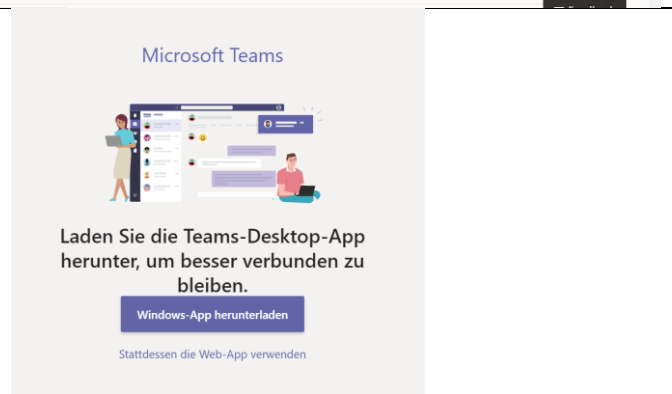 Microsoft Teams
Laden Sie die Teams-Desktop-App
herunter, um besser verbunden zu
bleiben.
Windows-App herunterladen
Stattdessen die Web-App verwenden